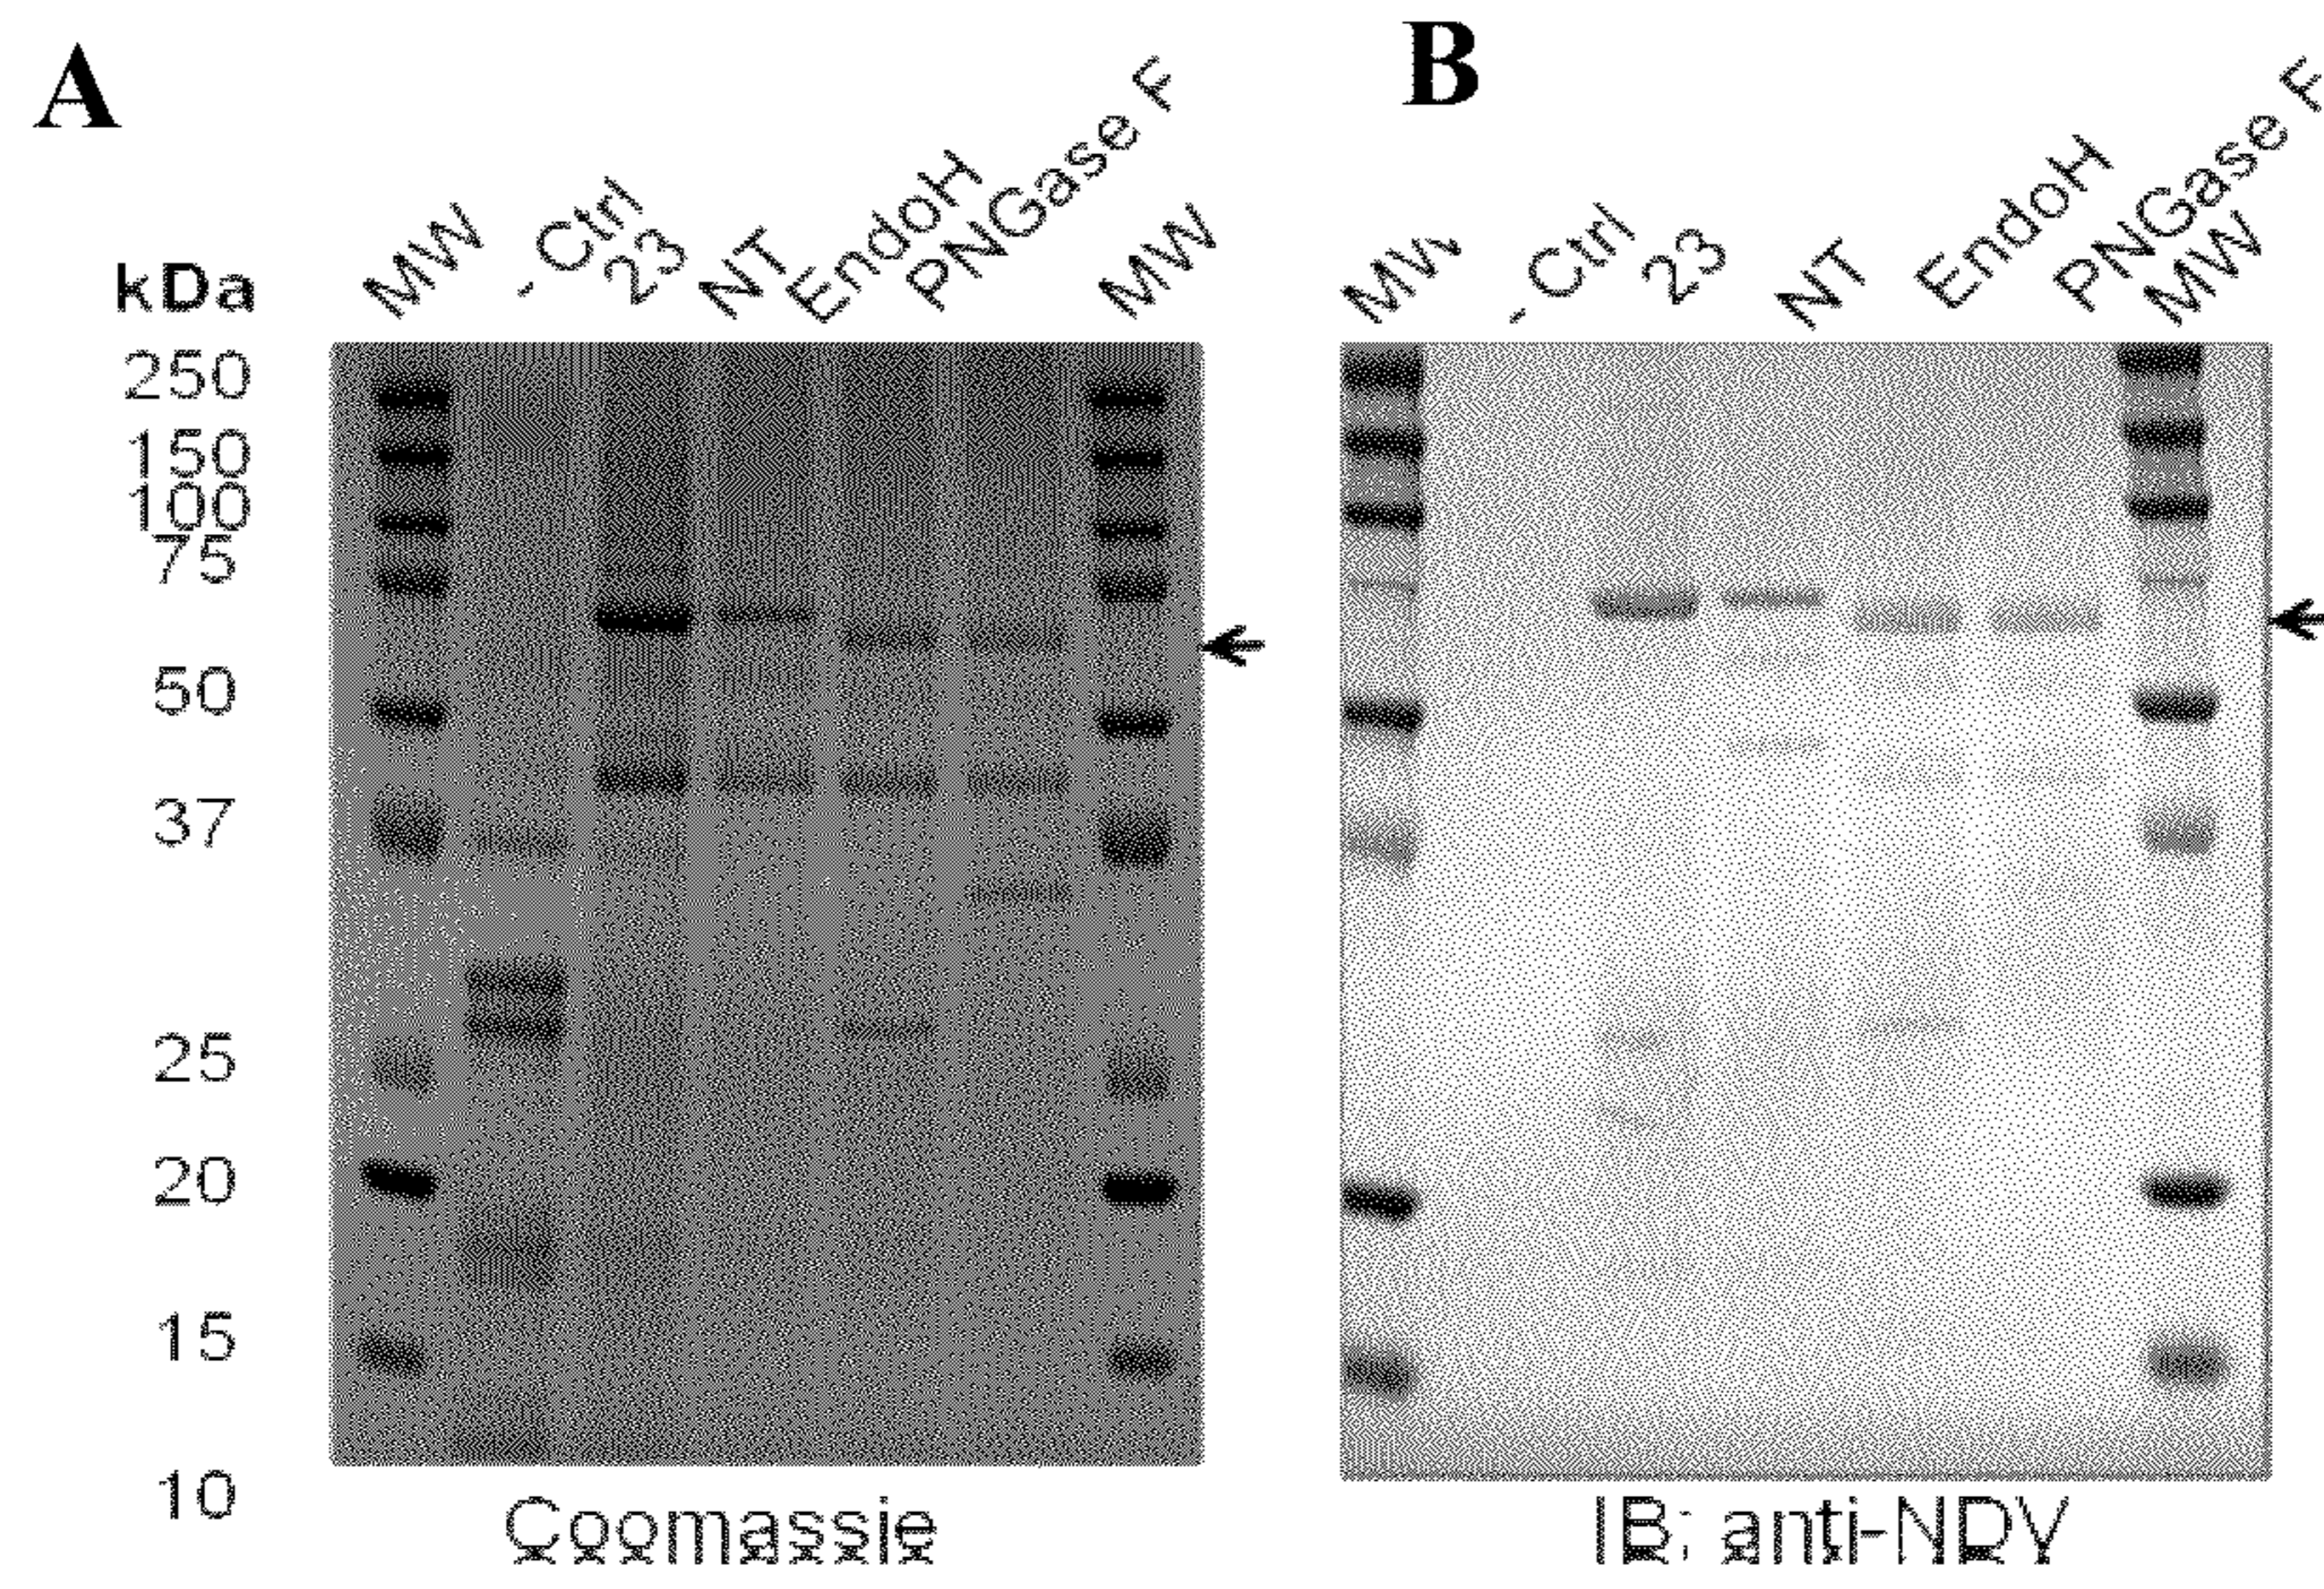 A
MW
- Ctrl
23
NT
EndoH
PNGase F
MW
kDa
250
150
100
75
50
37
25
20
15
10
Coomassie
B
MW
- Ctrl
23
NT
EndoH
PNGase F
MW
IB: anti-NDV